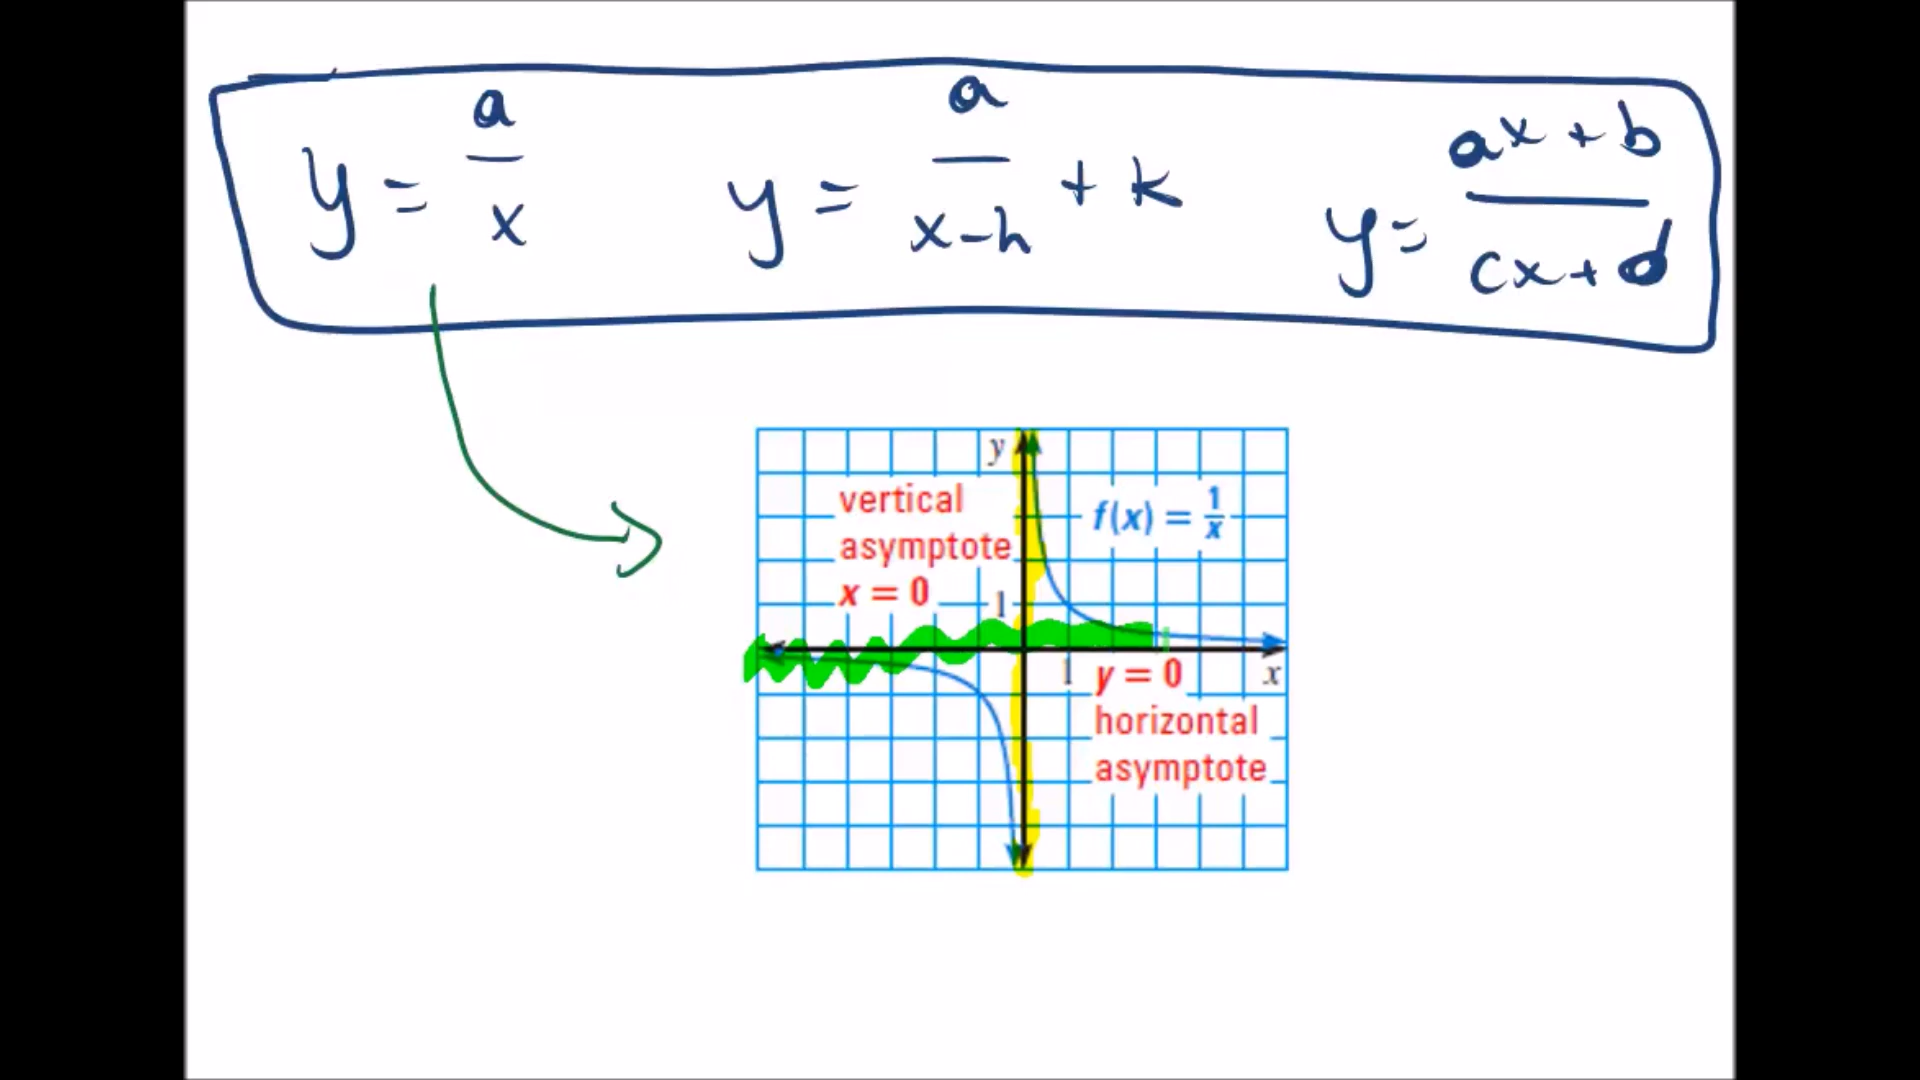 y = a/x
y = a/(x-h) + k
y = (ax + b)/(cx + d)
y
vertical
asymptote
x = 0
f(x) = 1/x
1
1
y = 0
x
horizontal
asymptote